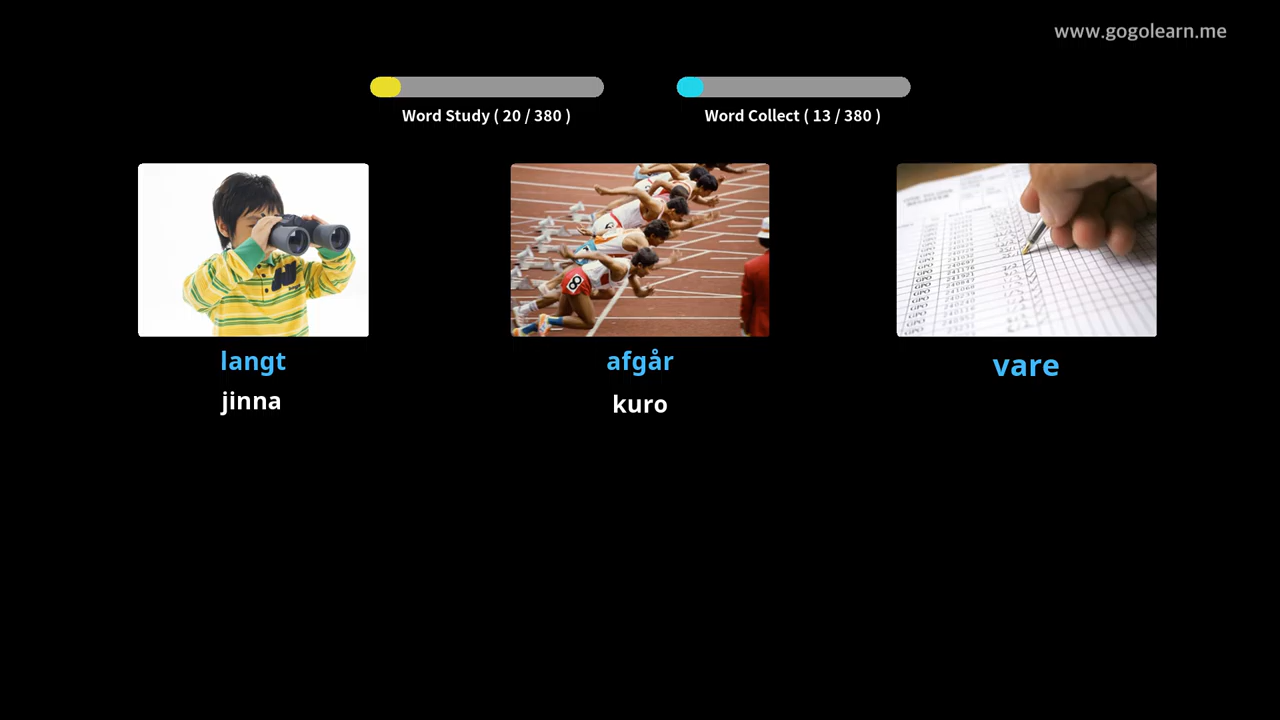 www.gogolearn.me
Word Study ( 20 / 380 )
Word Collect ( 13 / 380 )
langt
afgår
vare
jinna
kuro